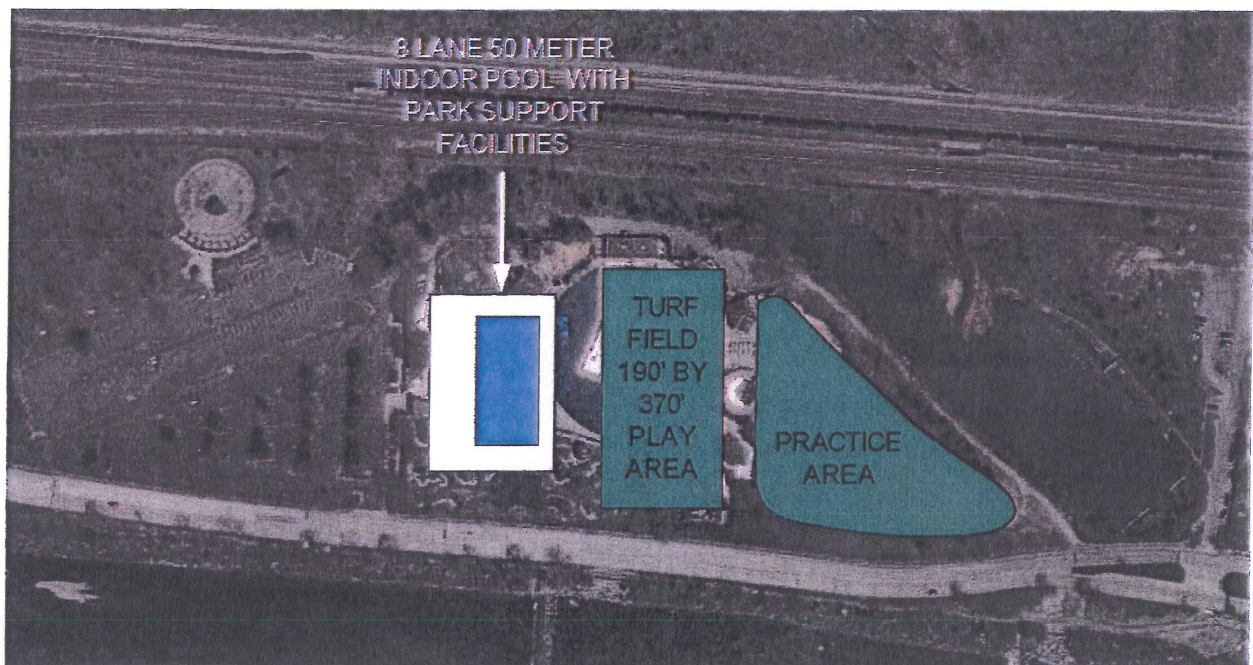 8 LANE 50 METER
INDOOR POOL WITH
PARK SUPPORT
FACILITIES
TURF
FIELD
190' BY
370'
PLAY
AREA
PRACTICE
AREA